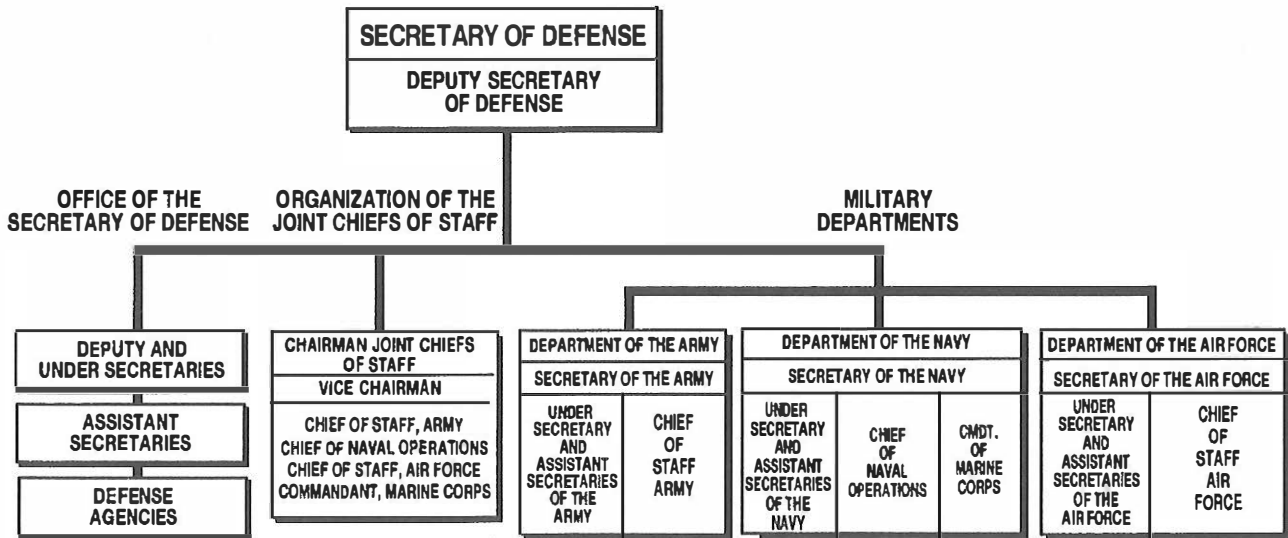 SECRETARY OF DEFENSE
DEPUTY SECRETARY
OF DEFENSE
OFFICE OF THE
SECRETARY OF DEFENSE
ORGANIZATION OF THE
JOINT CHIEFS OF STAFF
MILITARY
DEPARTMENTS
DEPUTY AND
UNDER SECRETARIES
ASSISTANT
SECRETARIES
DEFENSE
AGENCIES
CHAIRMAN JOINT CHIEFS
OF STAFF
VICE CHAIRMAN
CHIEF OF STAFF, ARMY
CHIEF OF NAVAL OPERATIONS
CHIEF OF STAFF, AIR FORCE
COMMANDANT, MARINE CORPS
DEPARTMENT OF THE ARMY
SECRETARY OF THE ARMY
UNDER
SECRETARY
AND
ASSISTANT
SECRETARIES
OF THE
ARMY
CHIEF
OF
STAFF
ARMY
DEPARTMENT OF THE NAVY
SECRETARY OF THE NAVY
UNDER
SECRETARY
AND
ASSISTANT
SECRETARIES
OF THE
NAVY
CHIEF
OF
NAVAL
OPERATIONS
CMDT.
OF
MARINE
CORPS
DEPARTMENT OF THE AIR FORCE
SECRETARY OF THE AIR FORCE
UNDER
SECRETARY
AND
ASSISTANT
SECRETARIES
OF THE
AIR FORCE
CHIEF
OF
STAFF
AIR
FORCE